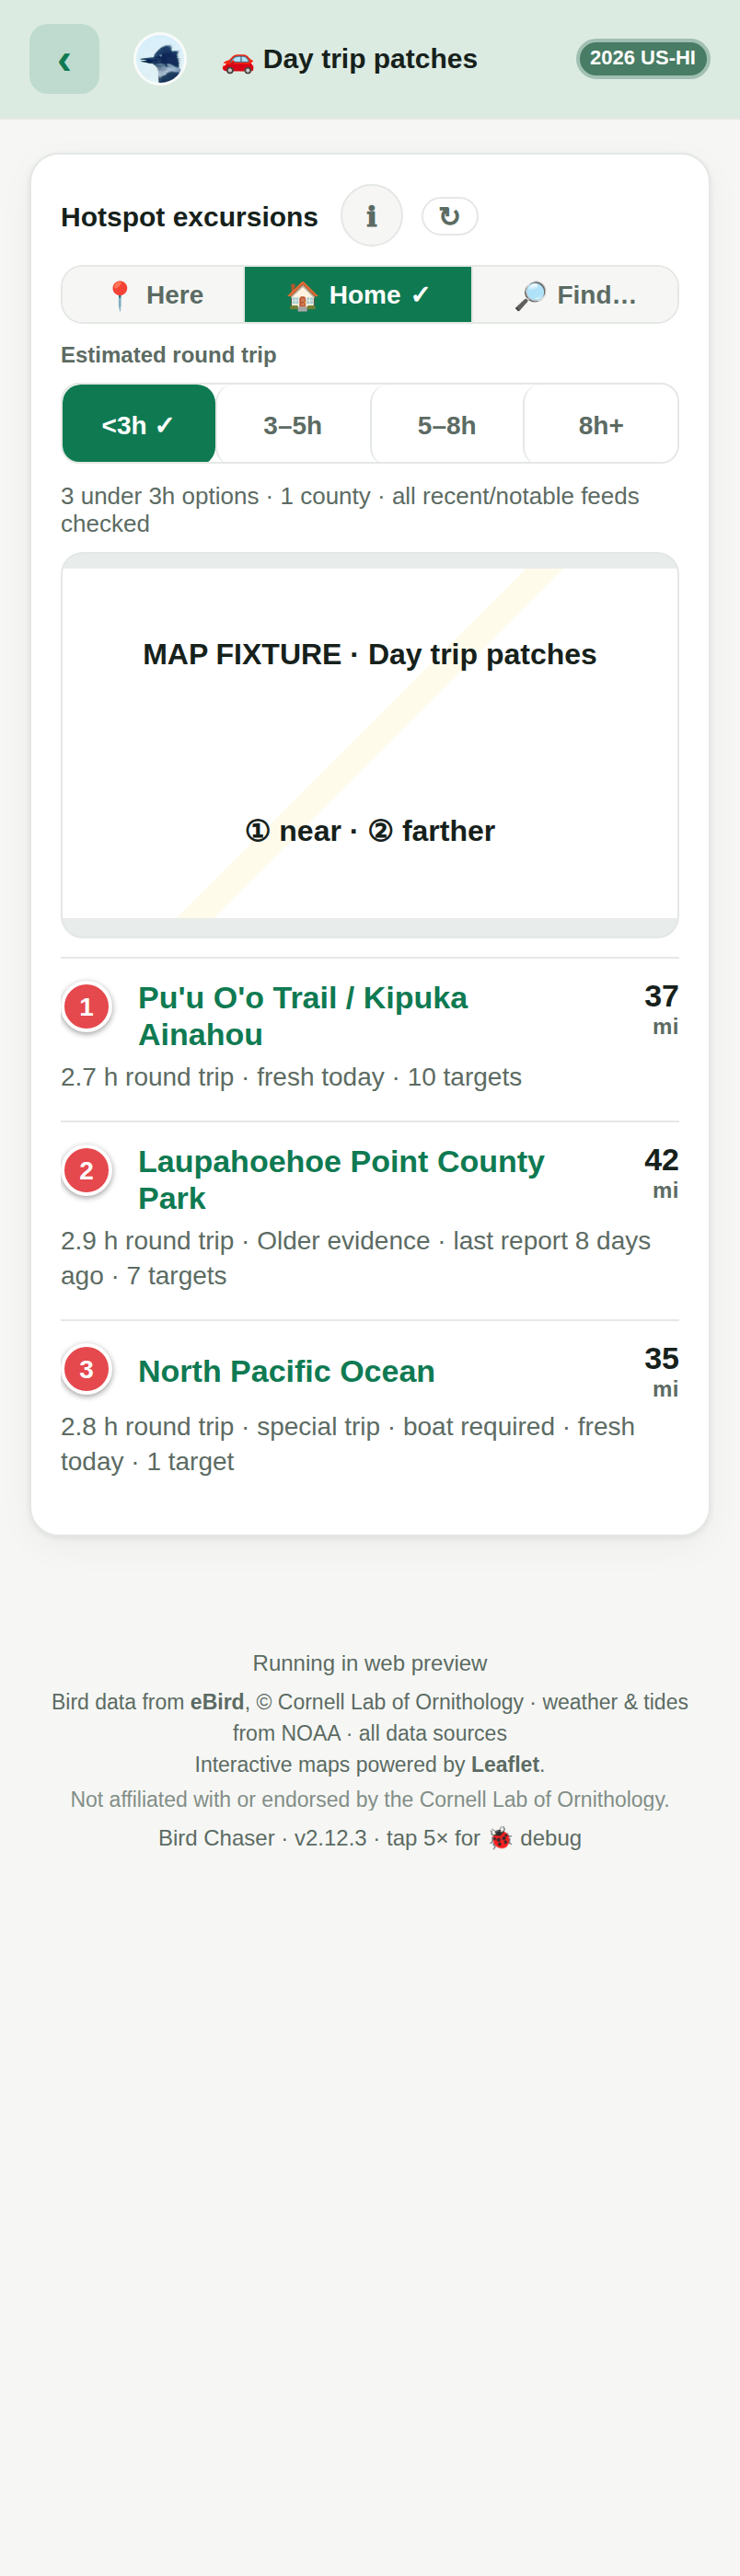 ‹ 🚗 Day trip patches 2026 US-HI
Hotspot excursions ℹ ↻
📍 Here 🏠 Home ✓ 🔎 Find…
Estimated round trip
<3h ✓ 3–5h 5–8h 8h+
3 under 3h options · 1 county · all recent/notable feeds
checked
MAP FIXTURE · Day trip patches
① near · ② farther
1 Pu'u O'o Trail / Kipuka
Ainahou
37
mi
2.7 h round trip · fresh today · 10 targets
2 Laupahoehoe Point County
Park
42
mi
2.9 h round trip · Older evidence · last report 8 days
ago · 7 targets
3 North Pacific Ocean
35
mi
2.8 h round trip · special trip · boat required · fresh
today · 1 target
Running in web preview
Bird data from eBird, © Cornell Lab of Ornithology · weather & tides
from NOAA · all data sources
Interactive maps powered by Leaflet.
Not affiliated with or endorsed by the Cornell Lab of Ornithology.
Bird Chaser · v2.12.3 · tap 5× for 🐞 debug